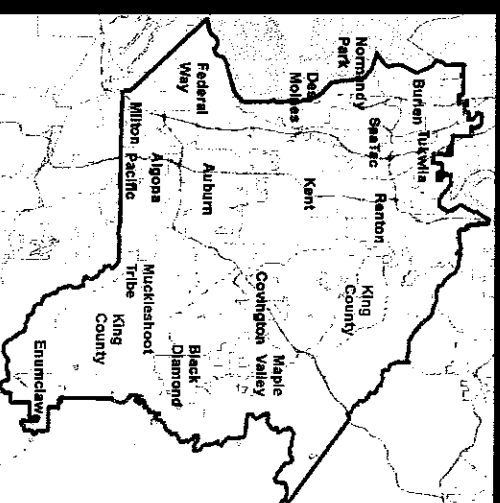 Burien
Tukwila
Normandy
Park
SeaTac
Renton
Des
Moines
Kent
King
County
Federal
Way
Auburn
Covington
Maple
Valley
Milton
Algona
Pacific
Muckleshoot
Tribe
Black
Diamond
King
County
Enumclaw